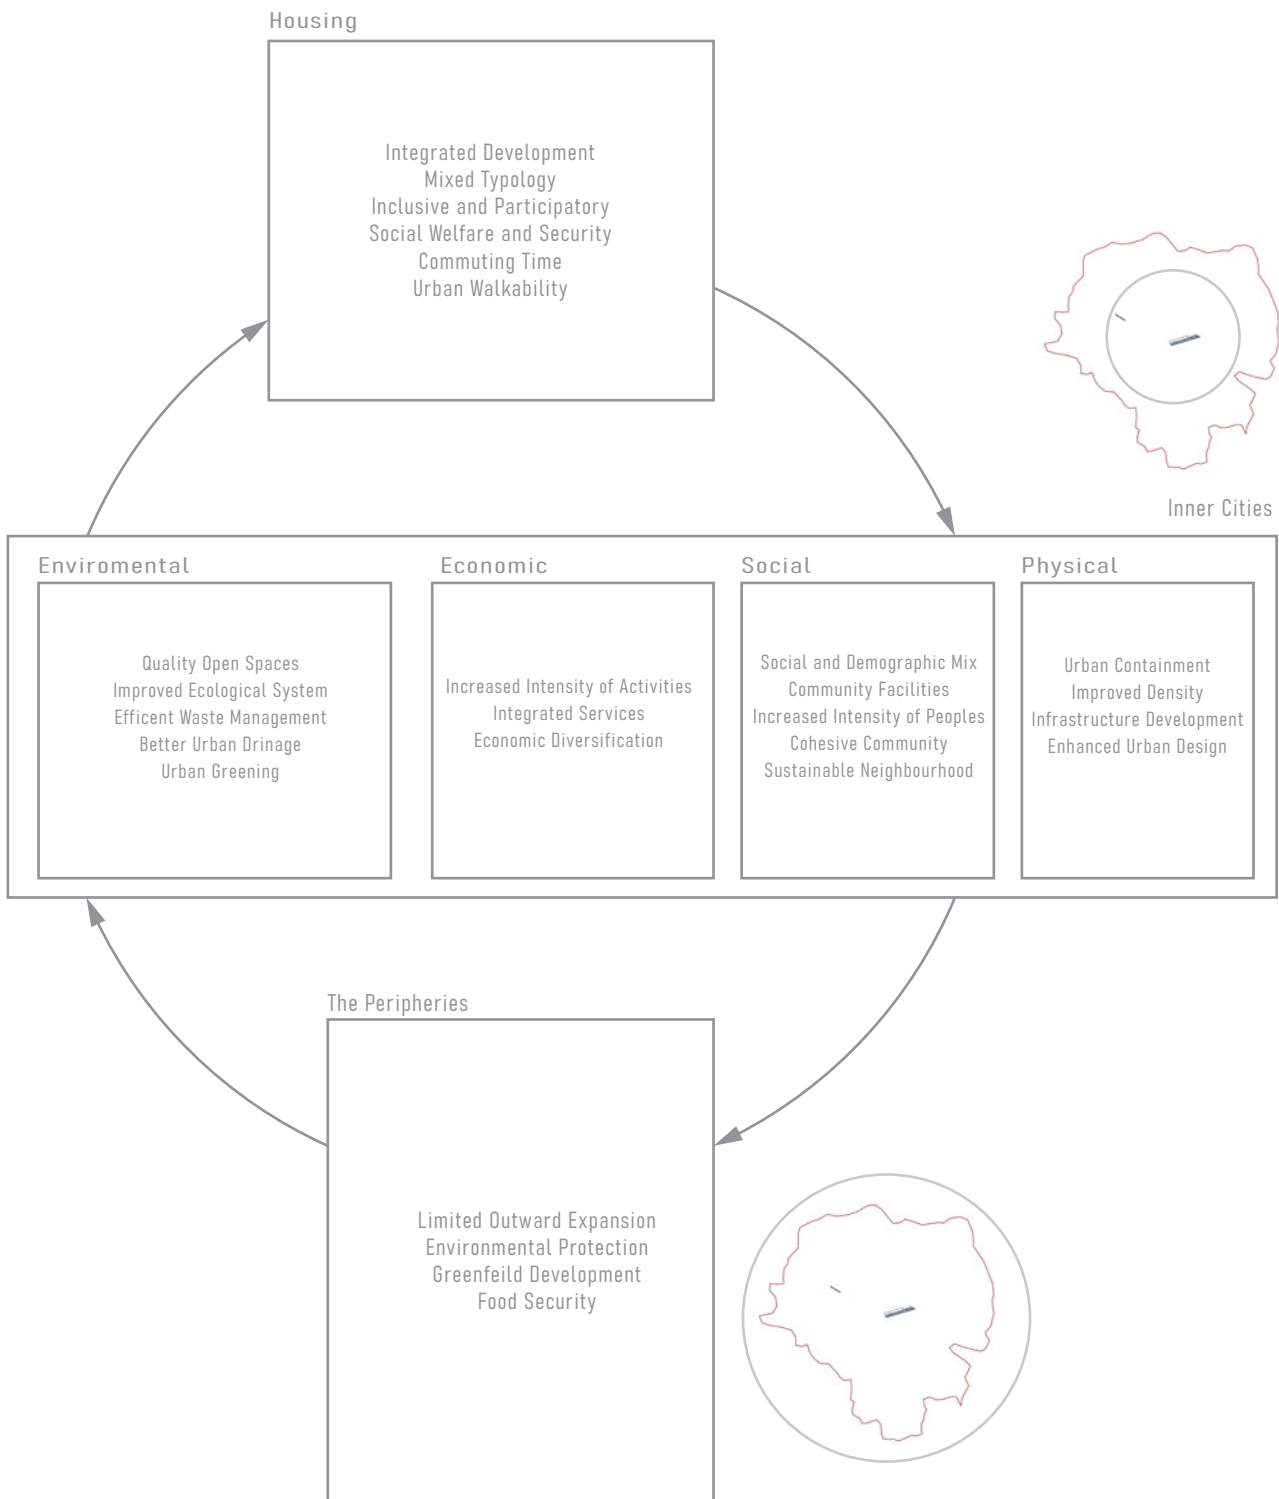 Housing
Integrated Development
Mixed Typology
Inclusive and Participatory
Social Welfare and Security
Commuting Time
Urban Walkability
Inner Cities
Enviromental
Quality Open Spaces
Improved Ecological System
Efficent Waste Management
Better Urban Drinage
Urban Greening
Economic
Increased Intensity of Activities
Integrated Services
Economic Diversification
Social
Social and Demographic Mix
Community Facilities
Increased Intensity of Peoples
Cohesive Community
Sustainable Neighbourhood
Physical
Urban Containment
Improved Density
Infrastructure Development
Enhanced Urban Design
The Peripheries
Limited Outward Expansion
Environmental Protection
Greenfeild Development
Food Security